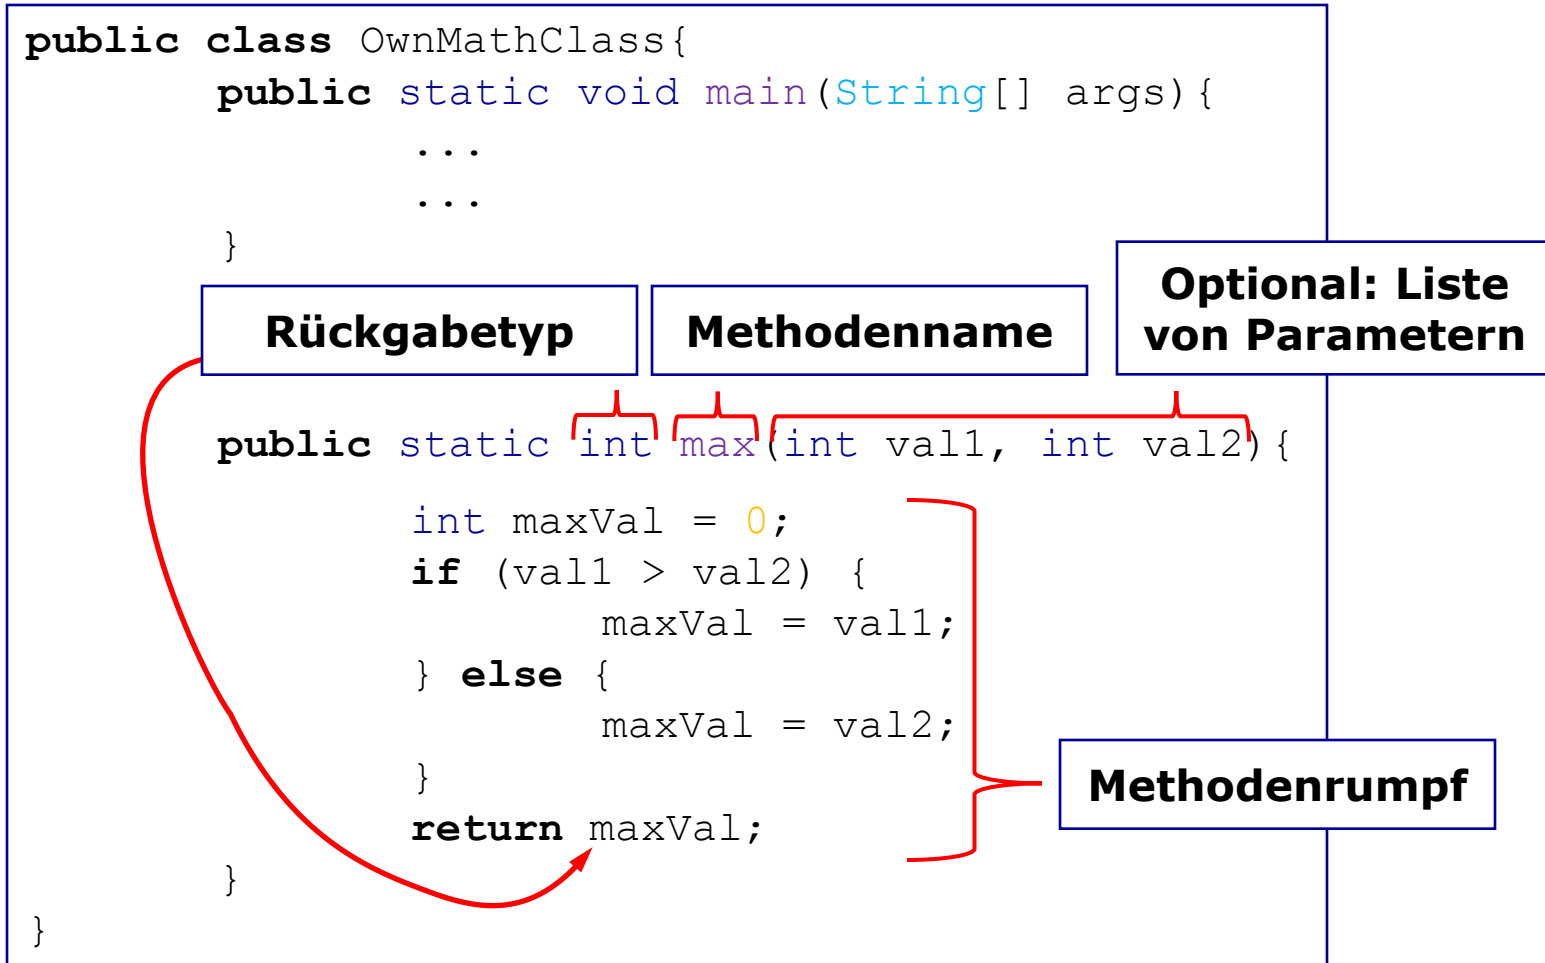 public class OwnMathClass{
public static void main(String[] args){
...
...
}
Rückgabetyp
Methodenname
Optional: Liste
von Parametern
public static int max(int val1, int val2){
int maxVal = 0;
if (val1 > val2) {
maxVal = val1;
} else {
maxVal = val2;
}
Methodenrumpf
return maxVal;
}
}